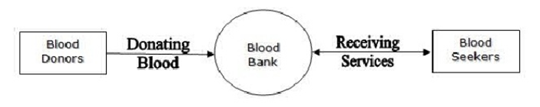 Blood
Donors
Donating
Blood
Blood
Bank
Receiving
Services
Blood
Seekers